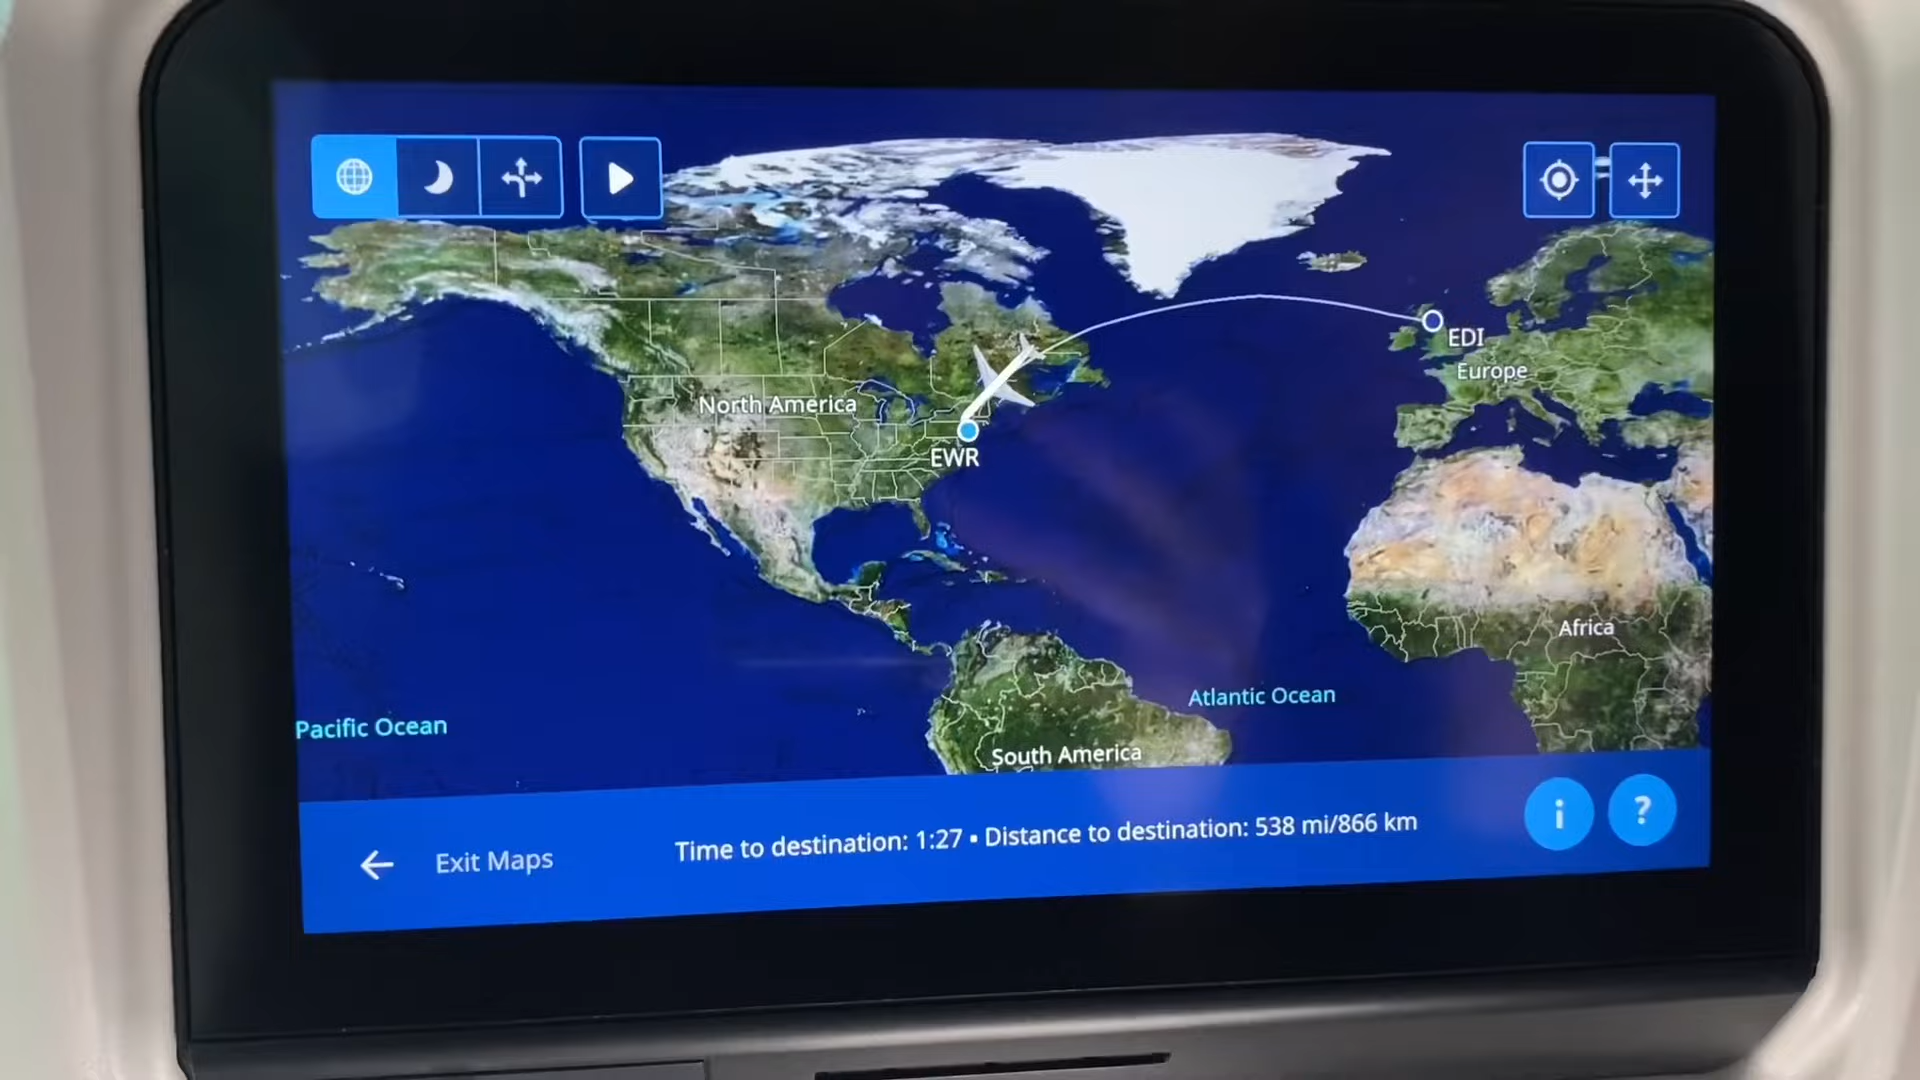 EDI
Europe
North America
EWR
Africa
Atlantic Ocean
Pacific Ocean
South America
Exit Maps
Time to destination: 1:27 ▪ Distance to destination: 538 mi/866 km
i
?